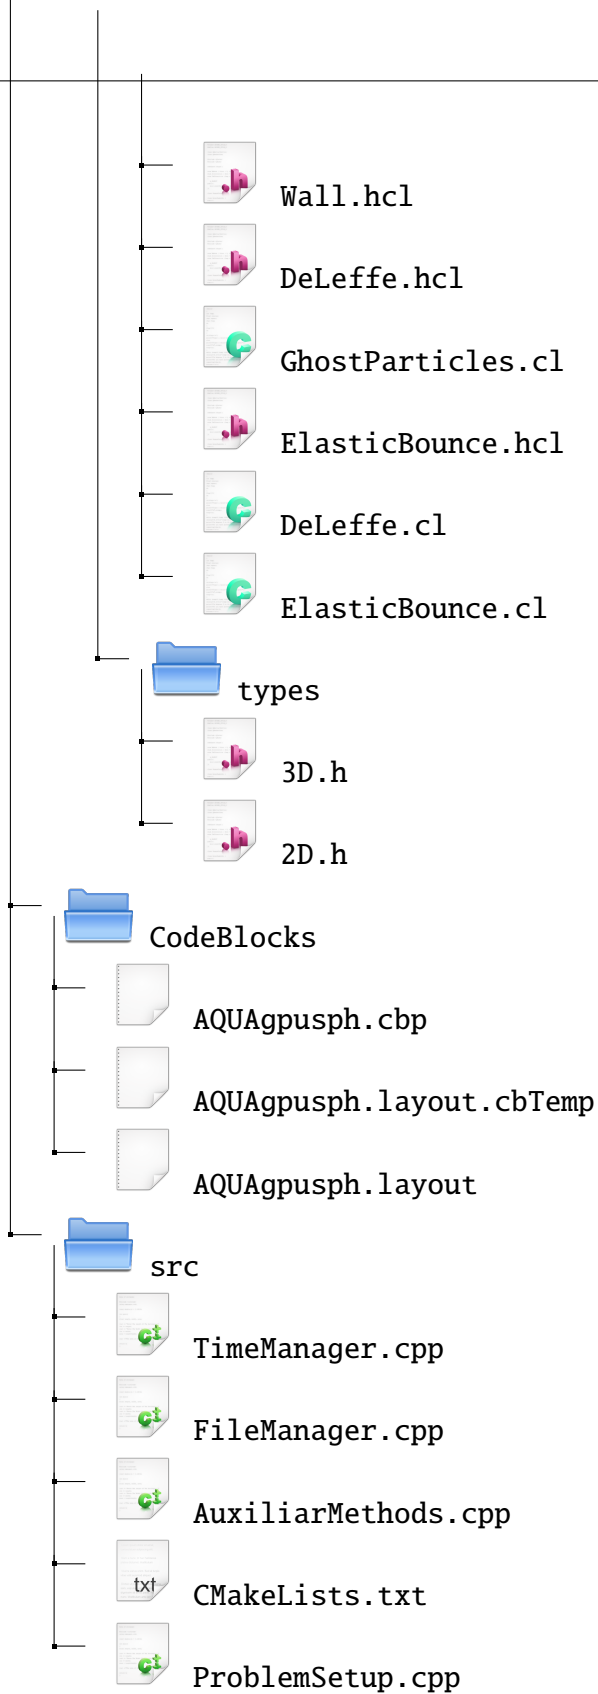 Wall.hcl
DeLeffe.hcl
GhostParticles.cl
ElasticBounce.hcl
DeLeffe.cl
ElasticBounce.cl
types
3D.h
2D.h
CodeBlocks
AQUAgpusph.cbp
AQUAgpusph.layout.cbTemp
AQUAgpusph.layout
src
TimeManager.cpp
FileManager.cpp
AuxiliarMethods.cpp
txt
CMakeLists.txt
ProblemSetup.cpp